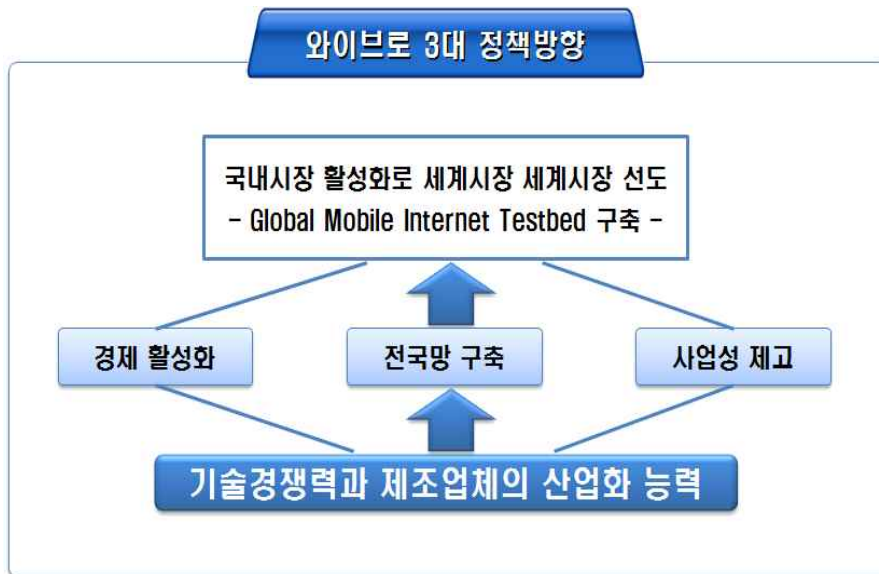 와이브로 3대 정책방향
국내시장 활성화로 세계시장 세계시장 선도
- Global Mobile Internet Testbed 구축 -
경제 활성화
전국망 구축
사업성 제고
기술경쟁력과 제조업체의 산업화 능력